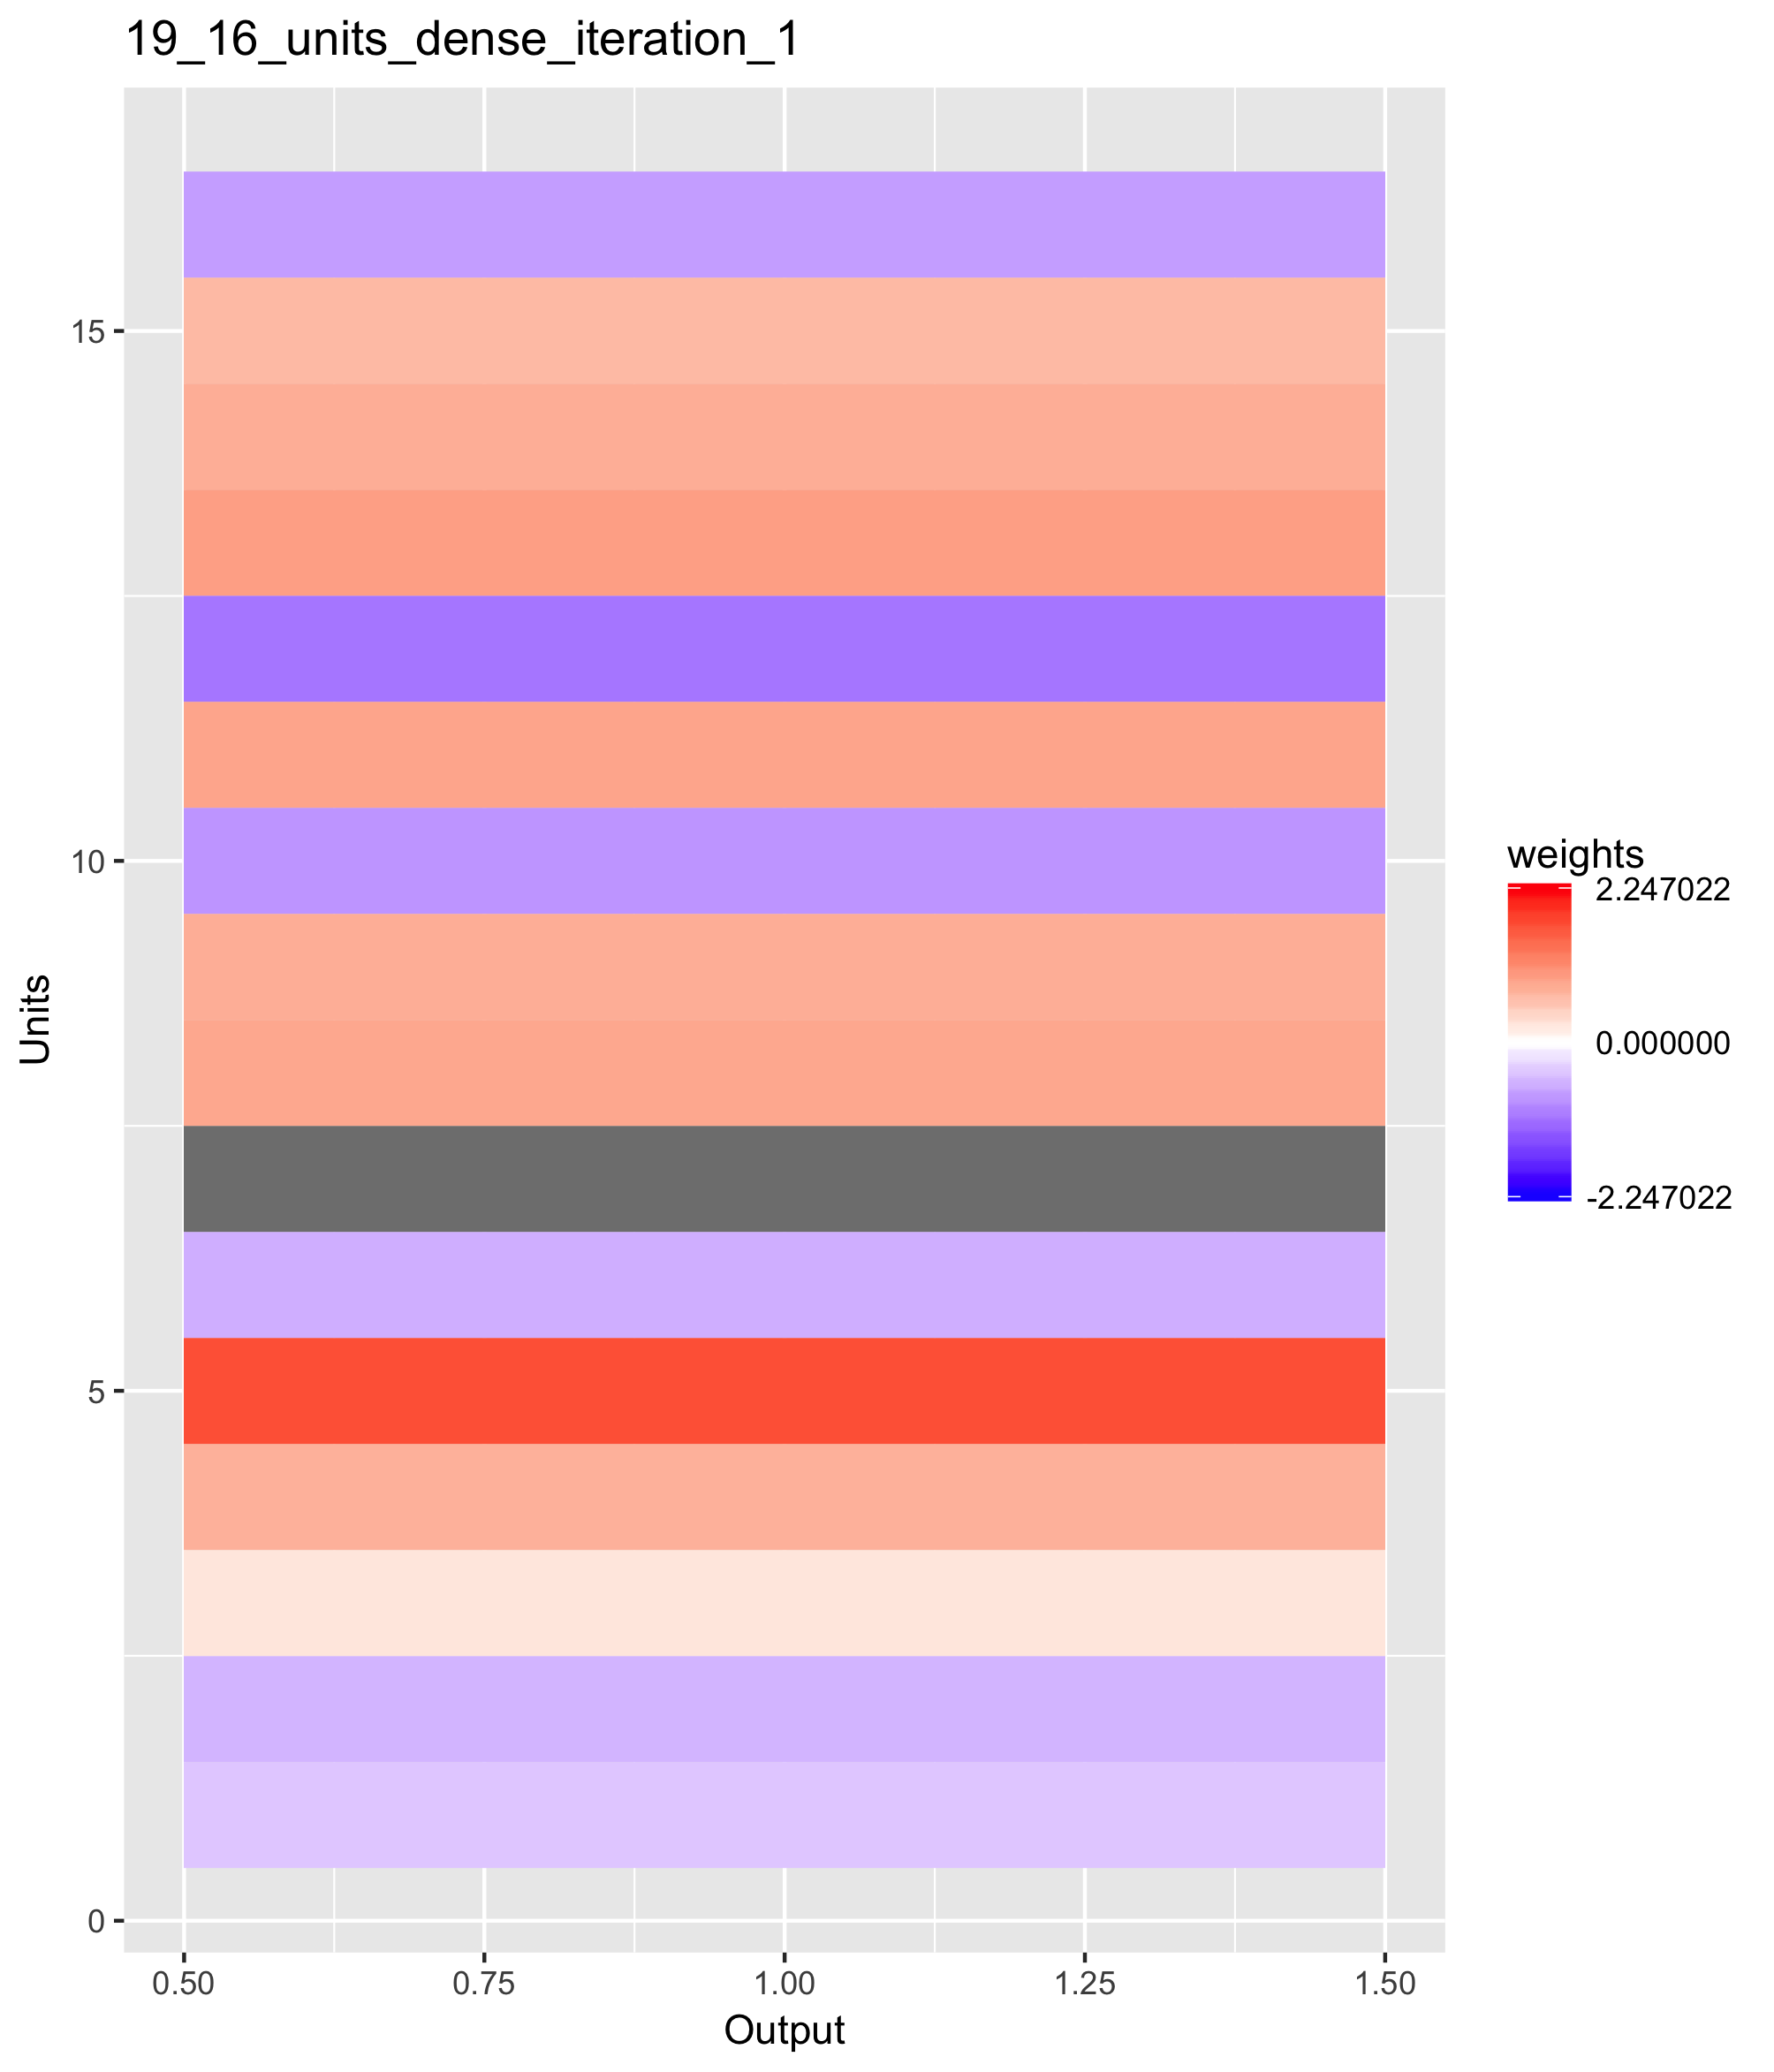 19_16_units_dense_iteration_1
15
10
5
0
Units
0.50 0.75 1.00 1.25 1.50
Output
weights
2.247022
0.000000
-2.247022